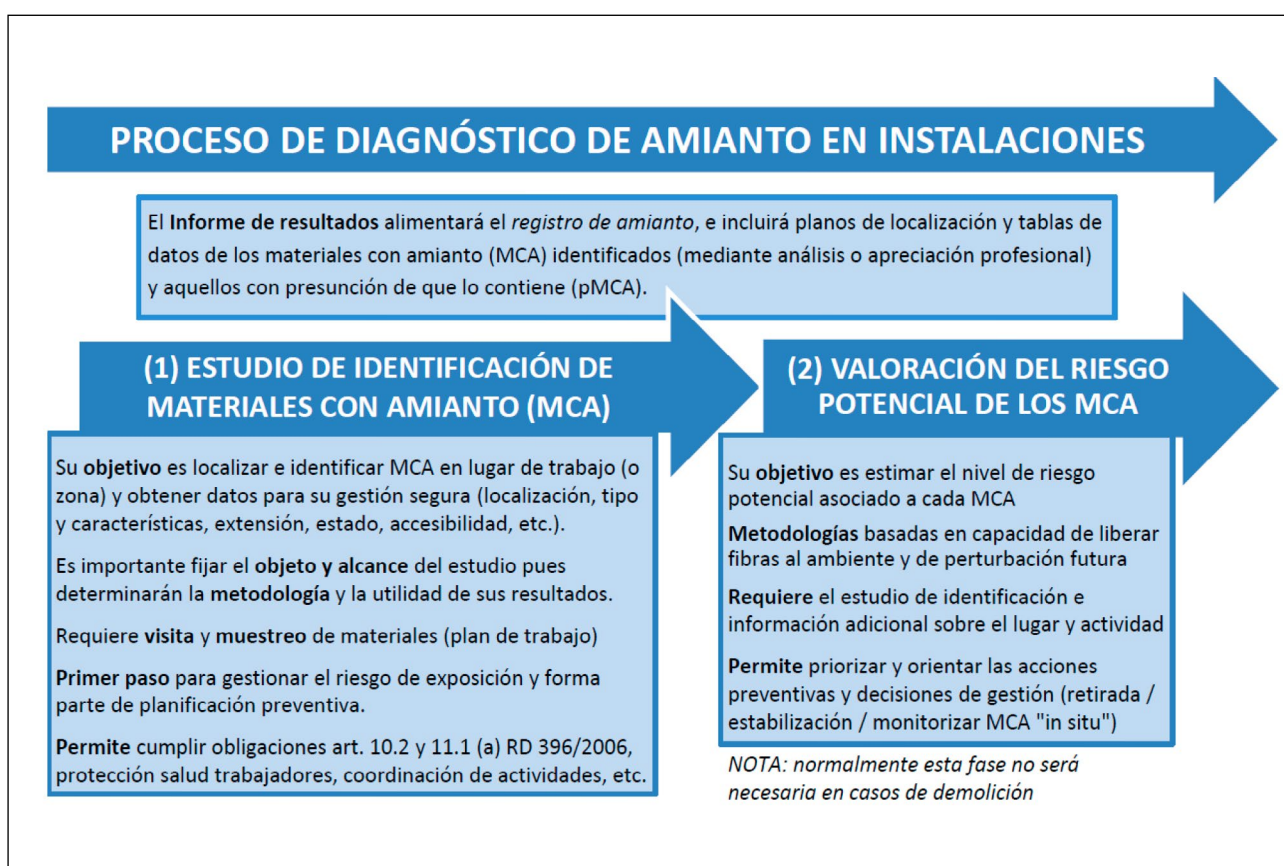 PROCESO DE DIAGNÓSTICO DE AMIANTO EN INSTALACIONES
El Informe de resultados alimentará el registro de amianto, e incluirá planos de localización y tablas de
datos de los materiales con amianto (MCA) identificados (mediante análisis o apreciación profesional)
y aquellos con presunción de que lo contiene (pMCA).
(1) ESTUDIO DE IDENTIFICACIÓN DE
MATERIALES CON AMIANTO (MCA)
Su objetivo es localizar e identificar MCA en lugar de trabajo (o
zona) y obtener datos para su gestión segura (localización, tipo
y características, extensión, estado, accesibilidad, etc.).
Es importante fijar el objeto y alcance del estudio pues
determinarán la metodología y la utilidad de sus resultados.
Requiere visita y muestreo de materiales (plan de trabajo)
Primer paso para gestionar el riesgo de exposición y forma
parte de planificación preventiva.
Permite cumplir obligaciones art. 10.2 y 11.1 (a) RD 396/2006,
protección salud trabajadores, coordinación de actividades, etc.
(2) VALORACIÓN DEL RIESGO
POTENCIAL DE LOS MCA
Su objetivo es estimar el nivel de riesgo
potencial asociado a cada MCA
Metodologías basadas en capacidad de liberar
fibras al ambiente y de perturbación futura
Requiere el estudio de identificación e
información adicional sobre el lugar y actividad
Permite priorizar y orientar las acciones
preventivas y decisiones de gestión (retirada /
estabilización / monitorizar MCA "in situ")
NOTA: normalmente esta fase no será
necesaria en casos de demolición